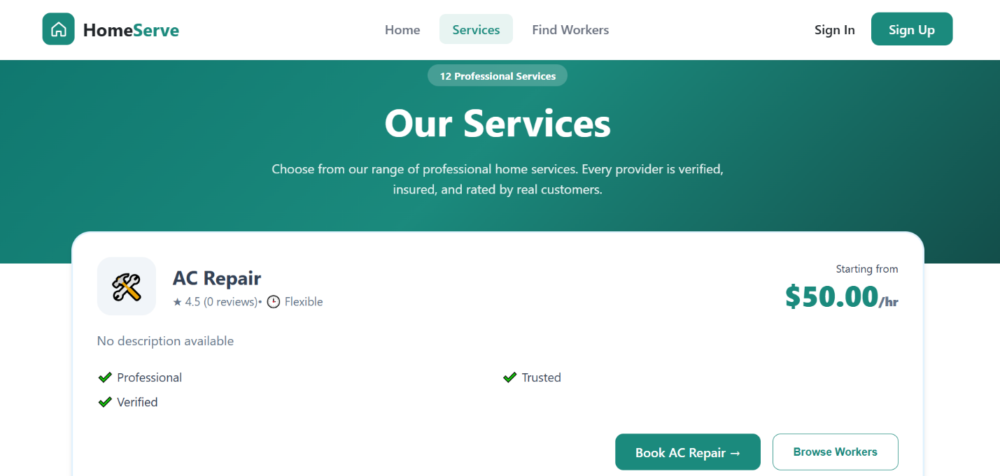 HomeServe
Home
Services
Find Workers
Sign In
Sign Up
12 Professional Services
Our Services
Choose from our range of professional home services. Every provider is verified,
insured, and rated by real customers.
AC Repair
★ 4.5 (0 reviews)• 🕒 Flexible
Starting from
$50.00/hr
No description available
✔ Professional
✔ Trusted
✔ Verified
Book AC Repair →
Browse Workers